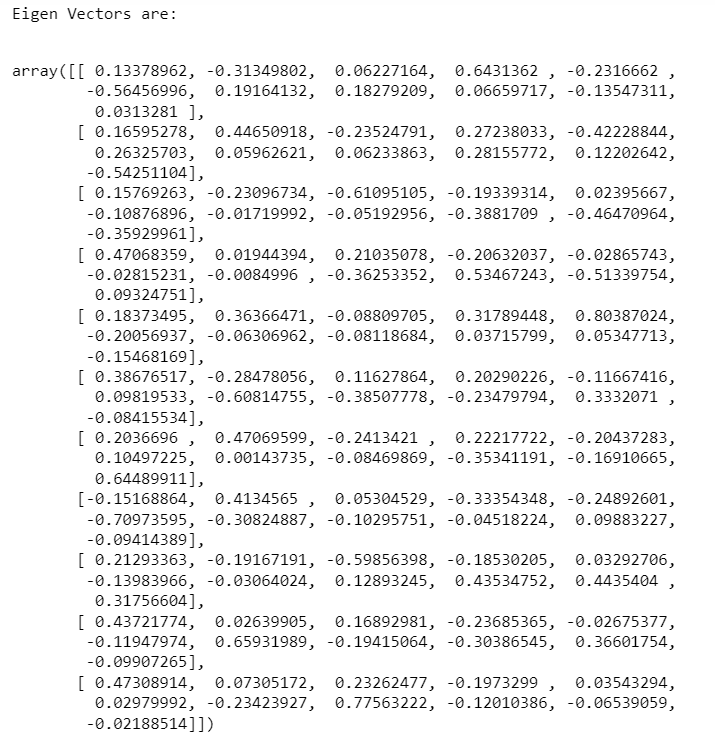 Eigen Vectors are:
array([[ 0.13378962, -0.31349802,  0.06227164,  0.6431362 , -0.2316662 ,
        -0.56456996,  0.19164132,  0.18279209,  0.06659717, -0.13547311,
         0.0313281 ],
       [ 0.16595278,  0.44650918, -0.23524791,  0.27238033, -0.42228844,
         0.26325703,  0.05962621,  0.06233863,  0.28155772,  0.12202642,
        -0.54251104],
       [ 0.15769263, -0.23096734, -0.61095105, -0.19339314,  0.02395667,
        -0.10876896, -0.01719992, -0.05192956, -0.3881709 , -0.46470964,
        -0.35929961],
       [ 0.47068359,  0.01944394,  0.21035078, -0.20632037, -0.02865743,
        -0.02815231, -0.0084996 , -0.36253352,  0.53467243, -0.51339754,
         0.09324751],
       [ 0.18373495,  0.36366471, -0.08809705,  0.31789448,  0.80387024,
        -0.20056937, -0.06306962, -0.08118684,  0.03715799,  0.05347713,
        -0.15468169],
       [ 0.38676517, -0.28478056,  0.11627864,  0.20290226, -0.11667416,
         0.09819533, -0.60814755, -0.38507778, -0.23479794,  0.3332071 ,
        -0.08415534],
       [ 0.2036696 ,  0.47069599, -0.2413421 ,  0.22217722, -0.20437283,
         0.10497225,  0.00143735, -0.08469869, -0.35341191, -0.16910665,
         0.64489911],
       [-0.15168864,  0.4134565 ,  0.05304529, -0.33354348, -0.24892601,
        -0.70973595, -0.30824887, -0.10295751, -0.04518224,  0.09883227,
        -0.09414389],
       [ 0.21293363, -0.19167191, -0.59856398, -0.18530205,  0.03292706,
        -0.13983966, -0.03064024,  0.12893245,  0.43534752,  0.4435404 ,
         0.31756604],
       [ 0.43721774,  0.02639905,  0.16892981, -0.23685365, -0.02675377,
        -0.11947974,  0.65931989, -0.19415064, -0.30386545,  0.36601754,
        -0.09907265],
       [ 0.47308914,  0.07305172,  0.23262477, -0.1973299 ,  0.03543294,
         0.02979992, -0.23423927,  0.77563222, -0.12010386, -0.06539059,
        -0.02188514]])